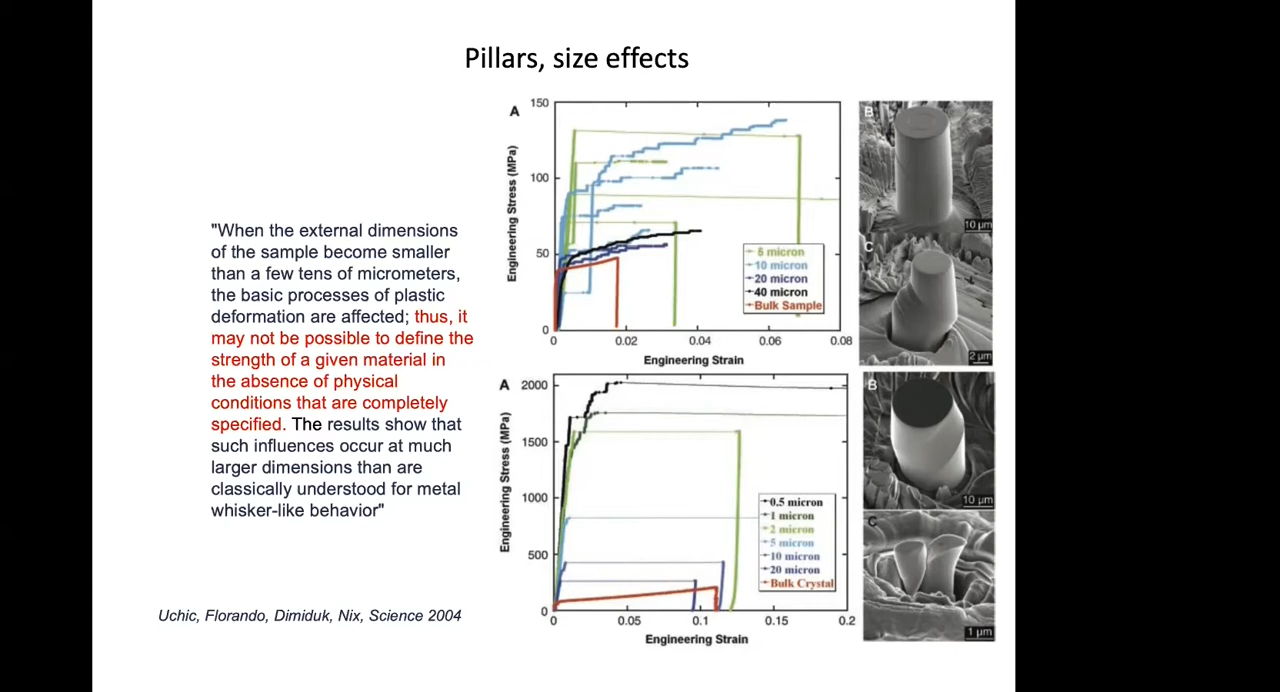 Pillars, size effects
"When the external dimensions
of the sample become smaller
than a few tens of micrometers,
the basic processes of plastic
deformation are affected; thus, it
may not be possible to define the
strength of a given material in
the absence of physical
conditions that are completely
specified. The results show that
such influences occur at much
larger dimensions than are
classically understood for metal
whisker-like behavior"
Uchic, Florando, Dimiduk, Nix, Science 2004
A
150
100
50
0
Engineering Stress (MPa)
5 micron
10 micron
20 micron
40 micron
Bulk Sample
0
0.02
0.04
0.06
0.08
Engineering Strain
B
10 µm
C
2 µm
A
2000
1500
1000
500
0
Engineering Stress (MPa)
0.5 micron
1 micron
2 micron
5 micron
10 micron
20 micron
Bulk Crystal
0
0.05
0.1
0.15
0.2
Engineering Strain
B
10 µm
C
1 µm